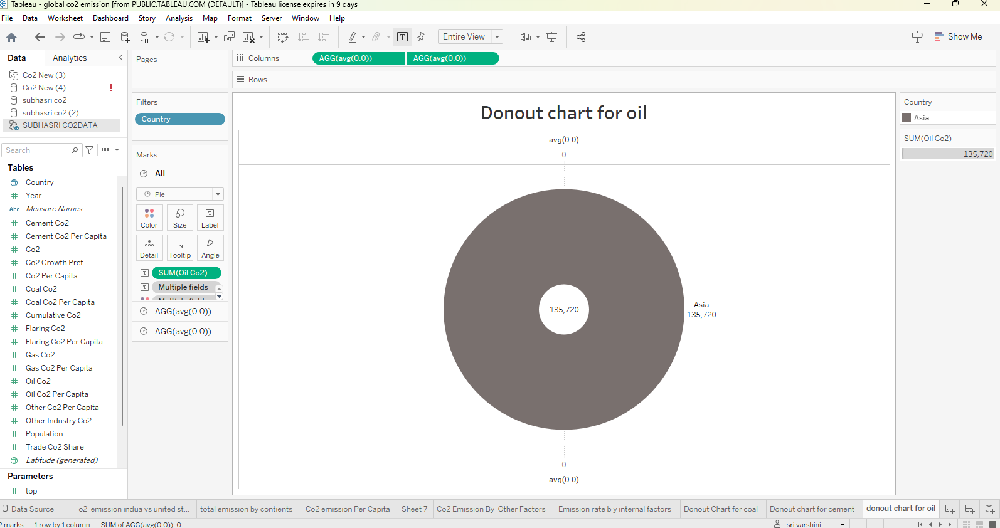 Tableau - global co2 emission [from PUBLIC.TABLEAU.COM (DEFAULT)] - Tableau license expires in 9 days
File Data Worksheet Dashboard Story Analysis Map Format Server Window Help
Entire View
Show Me
Data Analytics
Co2 New (3)
Co2 New (4) !
subhasri co2
subhasri co2 (2)
SUBHASRI CO2DATA
Search
Tables
Country
Year
Abc Measure Names
Cement Co2
Cement Co2 Per Capita
Co2
Co2 Growth Prct
Co2 Per Capita
Coal Co2
Coal Co2 Per Capita
Cumulative Co2
Flaring Co2
Flaring Co2 Per Capita
Gas Co2
Gas Co2 Per Capita
Oil Co2
Oil Co2 Per Capita
Other Co2 Per Capita
Other Industry Co2
Population
Trade Co2 Share
Latitude (generated)
Parameters
top
Pages
Filters
Country
Marks
All
Pie
Color Size Label
Detail Tooltip Angle
SUM(Oil Co2)
Multiple fields
AGG(avg(0.0))
AGG(avg(0.0))
Columns AGG(avg(0.0)) AGG(avg(0.0))
Rows
Donout chart for oil
avg(0.0)
0
135,720
Asia
135,720
0
avg(0.0)
Country
Asia
SUM(Oil Co2)
135,720
Data Source o2 emission indua vs united st... total emission by contients Co2 emission Per Capita Sheet 7 Co2 Emission By Other Factors Emission rate b y internal factors Donout Chart for coal Donout chart for cement donout chart for oil
2 marks 1 row by 1 column SUM of AGG(avg(0.0)): 0 sri varshini